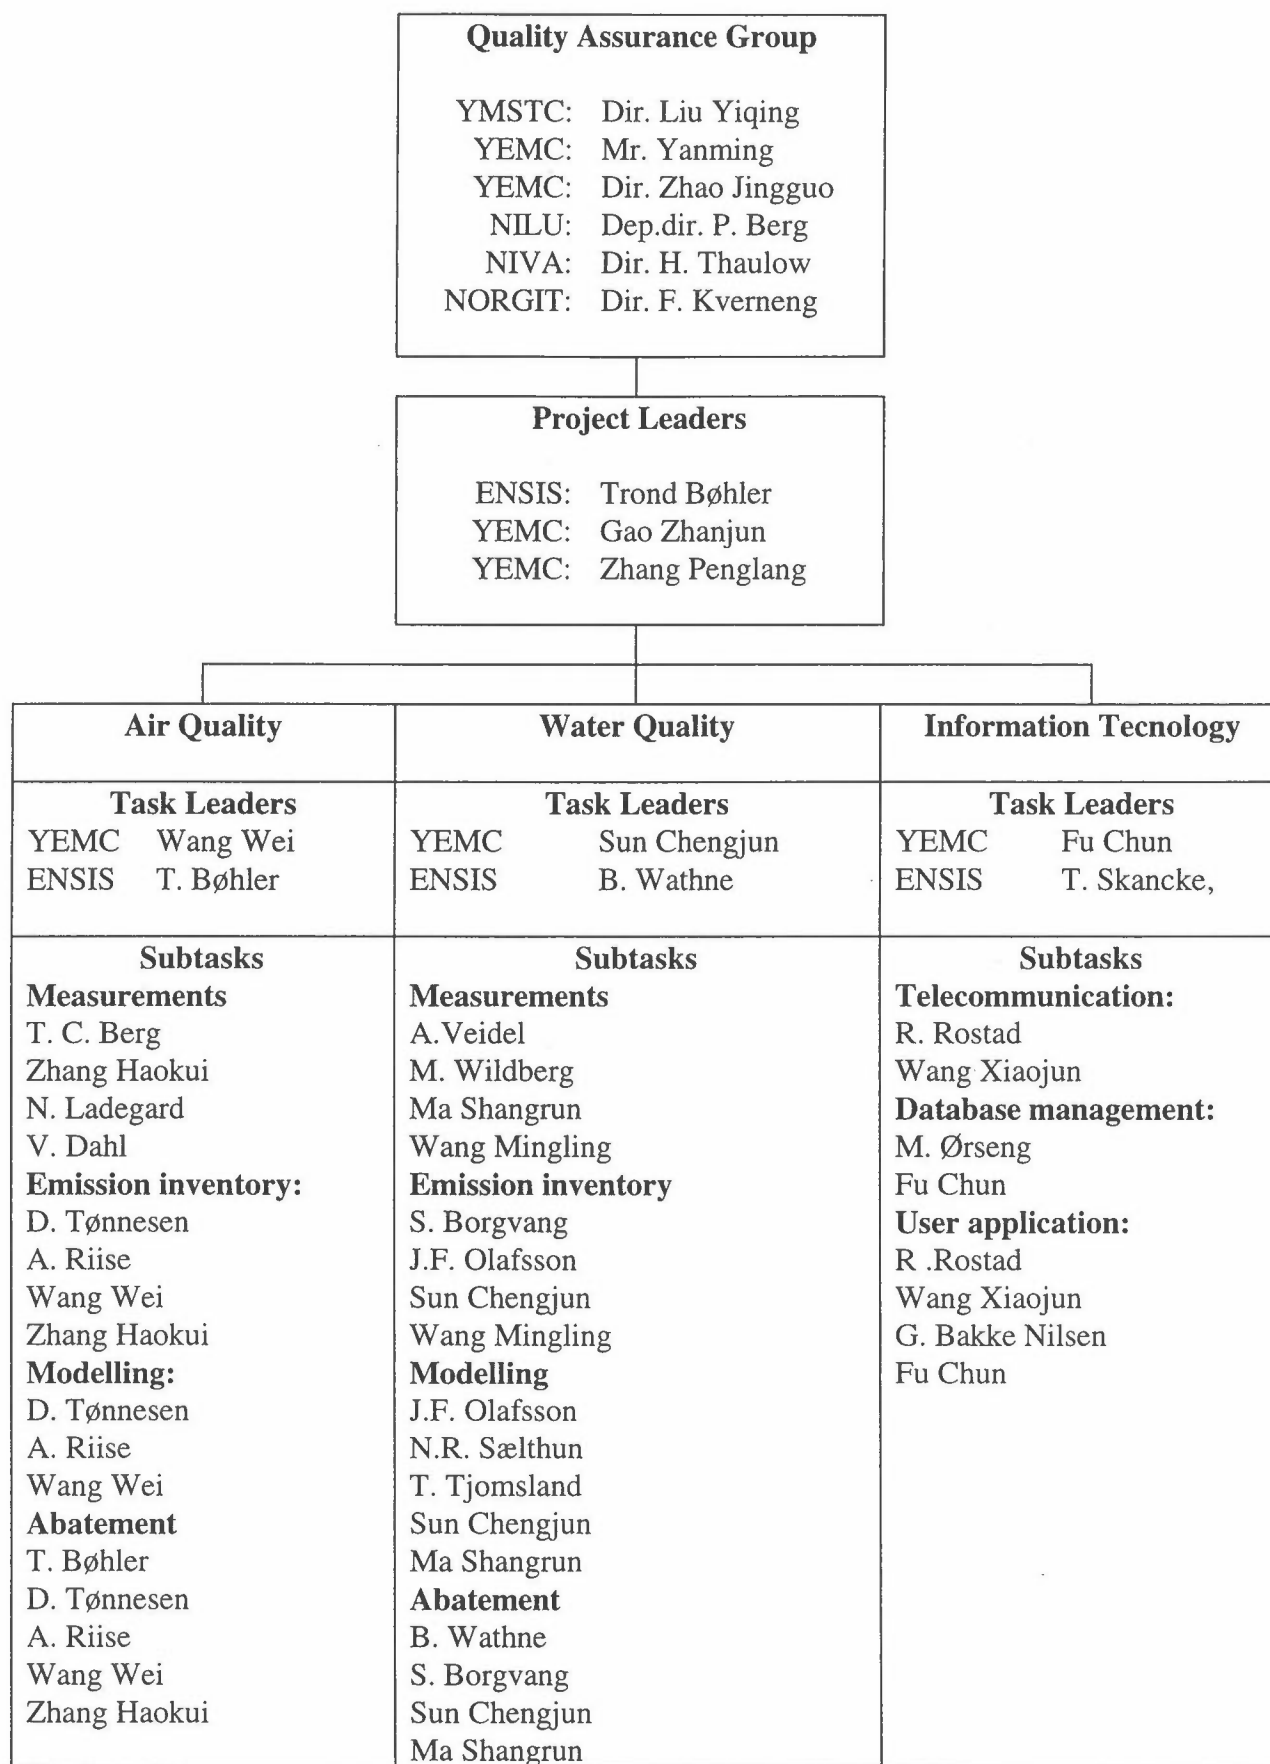 Quality Assurance Group
YMSTC: Dir. Liu Yiqing
YEMC: Mr. Yanming
YEMC: Dir. Zhao Jingguo
NILU: Dep.dir. P. Berg
NIVA: Dir. H. Thaulow
NORGIT: Dir. F. Kverneng
Project Leaders
ENSIS: Trond Bøhler
YEMC: Gao Zhanjun
YEMC: Zhang Penglang
Air Quality
Task Leaders
YEMC Wang Wei
ENSIS T. Bøhler
Subtasks
Measurements
T. C. Berg
Zhang Haokui
N. Ladegard
V. Dahl
Emission inventory:
D. Tønnesen
A. Riise
Wang Wei
Zhang Haokui
Modelling:
D. Tønnesen
A. Riise
Wang Wei
Abatement
T. Bøhler
D. Tønnesen
A. Riise
Wang Wei
Zhang Haokui
Water Quality
Task Leaders
YEMC Sun Chengjun
ENSIS B. Wathne
Subtasks
Measurements
A.Veidel
M. Wildberg
Ma Shangrun
Wang Mingling
Emission inventory
S. Borgvang
J.F. Olafsson
Sun Chengjun
Wang Mingling
Modelling
J.F. Olafsson
N.R. Sælthun
T. Tjomsland
Sun Chengjun
Ma Shangrun
Abatement
B. Wathne
S. Borgvang
Sun Chengjun
Ma Shangrun
Information Tecnology
Task Leaders
YEMC Fu Chun
ENSIS T. Skancke,
Subtasks
Telecommunication:
R. Rostad
Wang Xiaojun
Database management:
M. Ørseng
Fu Chun
User application:
R .Rostad
Wang Xiaojun
G. Bakke Nilsen
Fu Chun